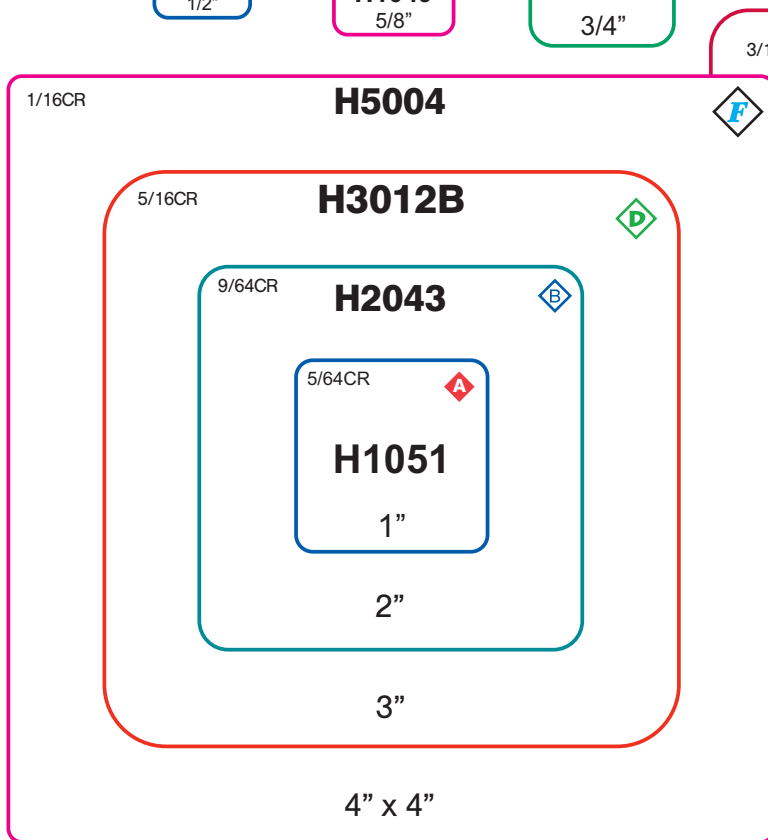 1/2”
5/8”
3/4”
1/16CR
H5004
F
5/16CR
H3012B
D
9/64CR
H2043
B
5/64CR
A
H1051
1”
2”
3”
4” x 4”